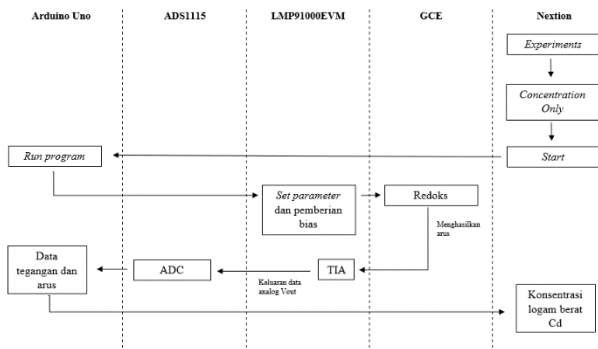 Arduino Uno
ADS1115
LMP91000EVM
GCE
Nextion
Experiments
Concentration
Only
Start
Run program
Set parameter
dan pemberian
bias
Redoks
Menghasilkan
arus
TIA
Keluaran data
analog Vout
ADC
Data
tegangan dan
arus
Konsentrasi
logam berat
Cd